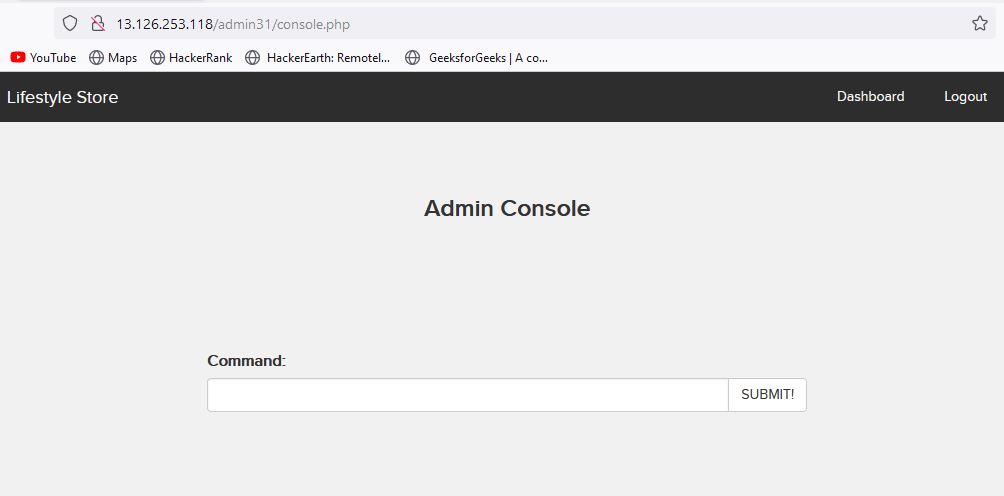 13.126.253.118/admin31/console.php
YouTube Maps HackerRank HackerEarth: Remotel... GeeksforGeeks | A co...
Lifestyle Store Dashboard Logout
Admin Console
Command:
SUBMIT!